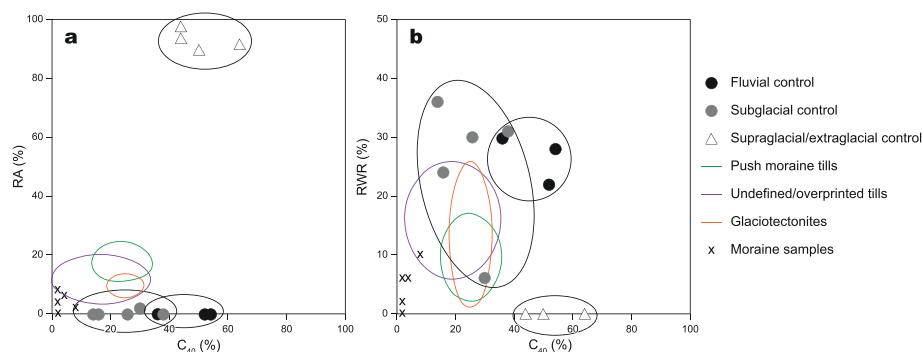 a
RA (%)
100
80
60
40
20
0
0 20 40 60 80 100
C40 (%)
b
RWR (%)
50
40
30
20
10
0
0 20 40 60 80 100
C40 (%)
Fluvial control
Subglacial control
Supraglacial/extraglacial control
Push moraine tills
Undefined/overprinted tills
Glaciotectonites
x Moraine samples